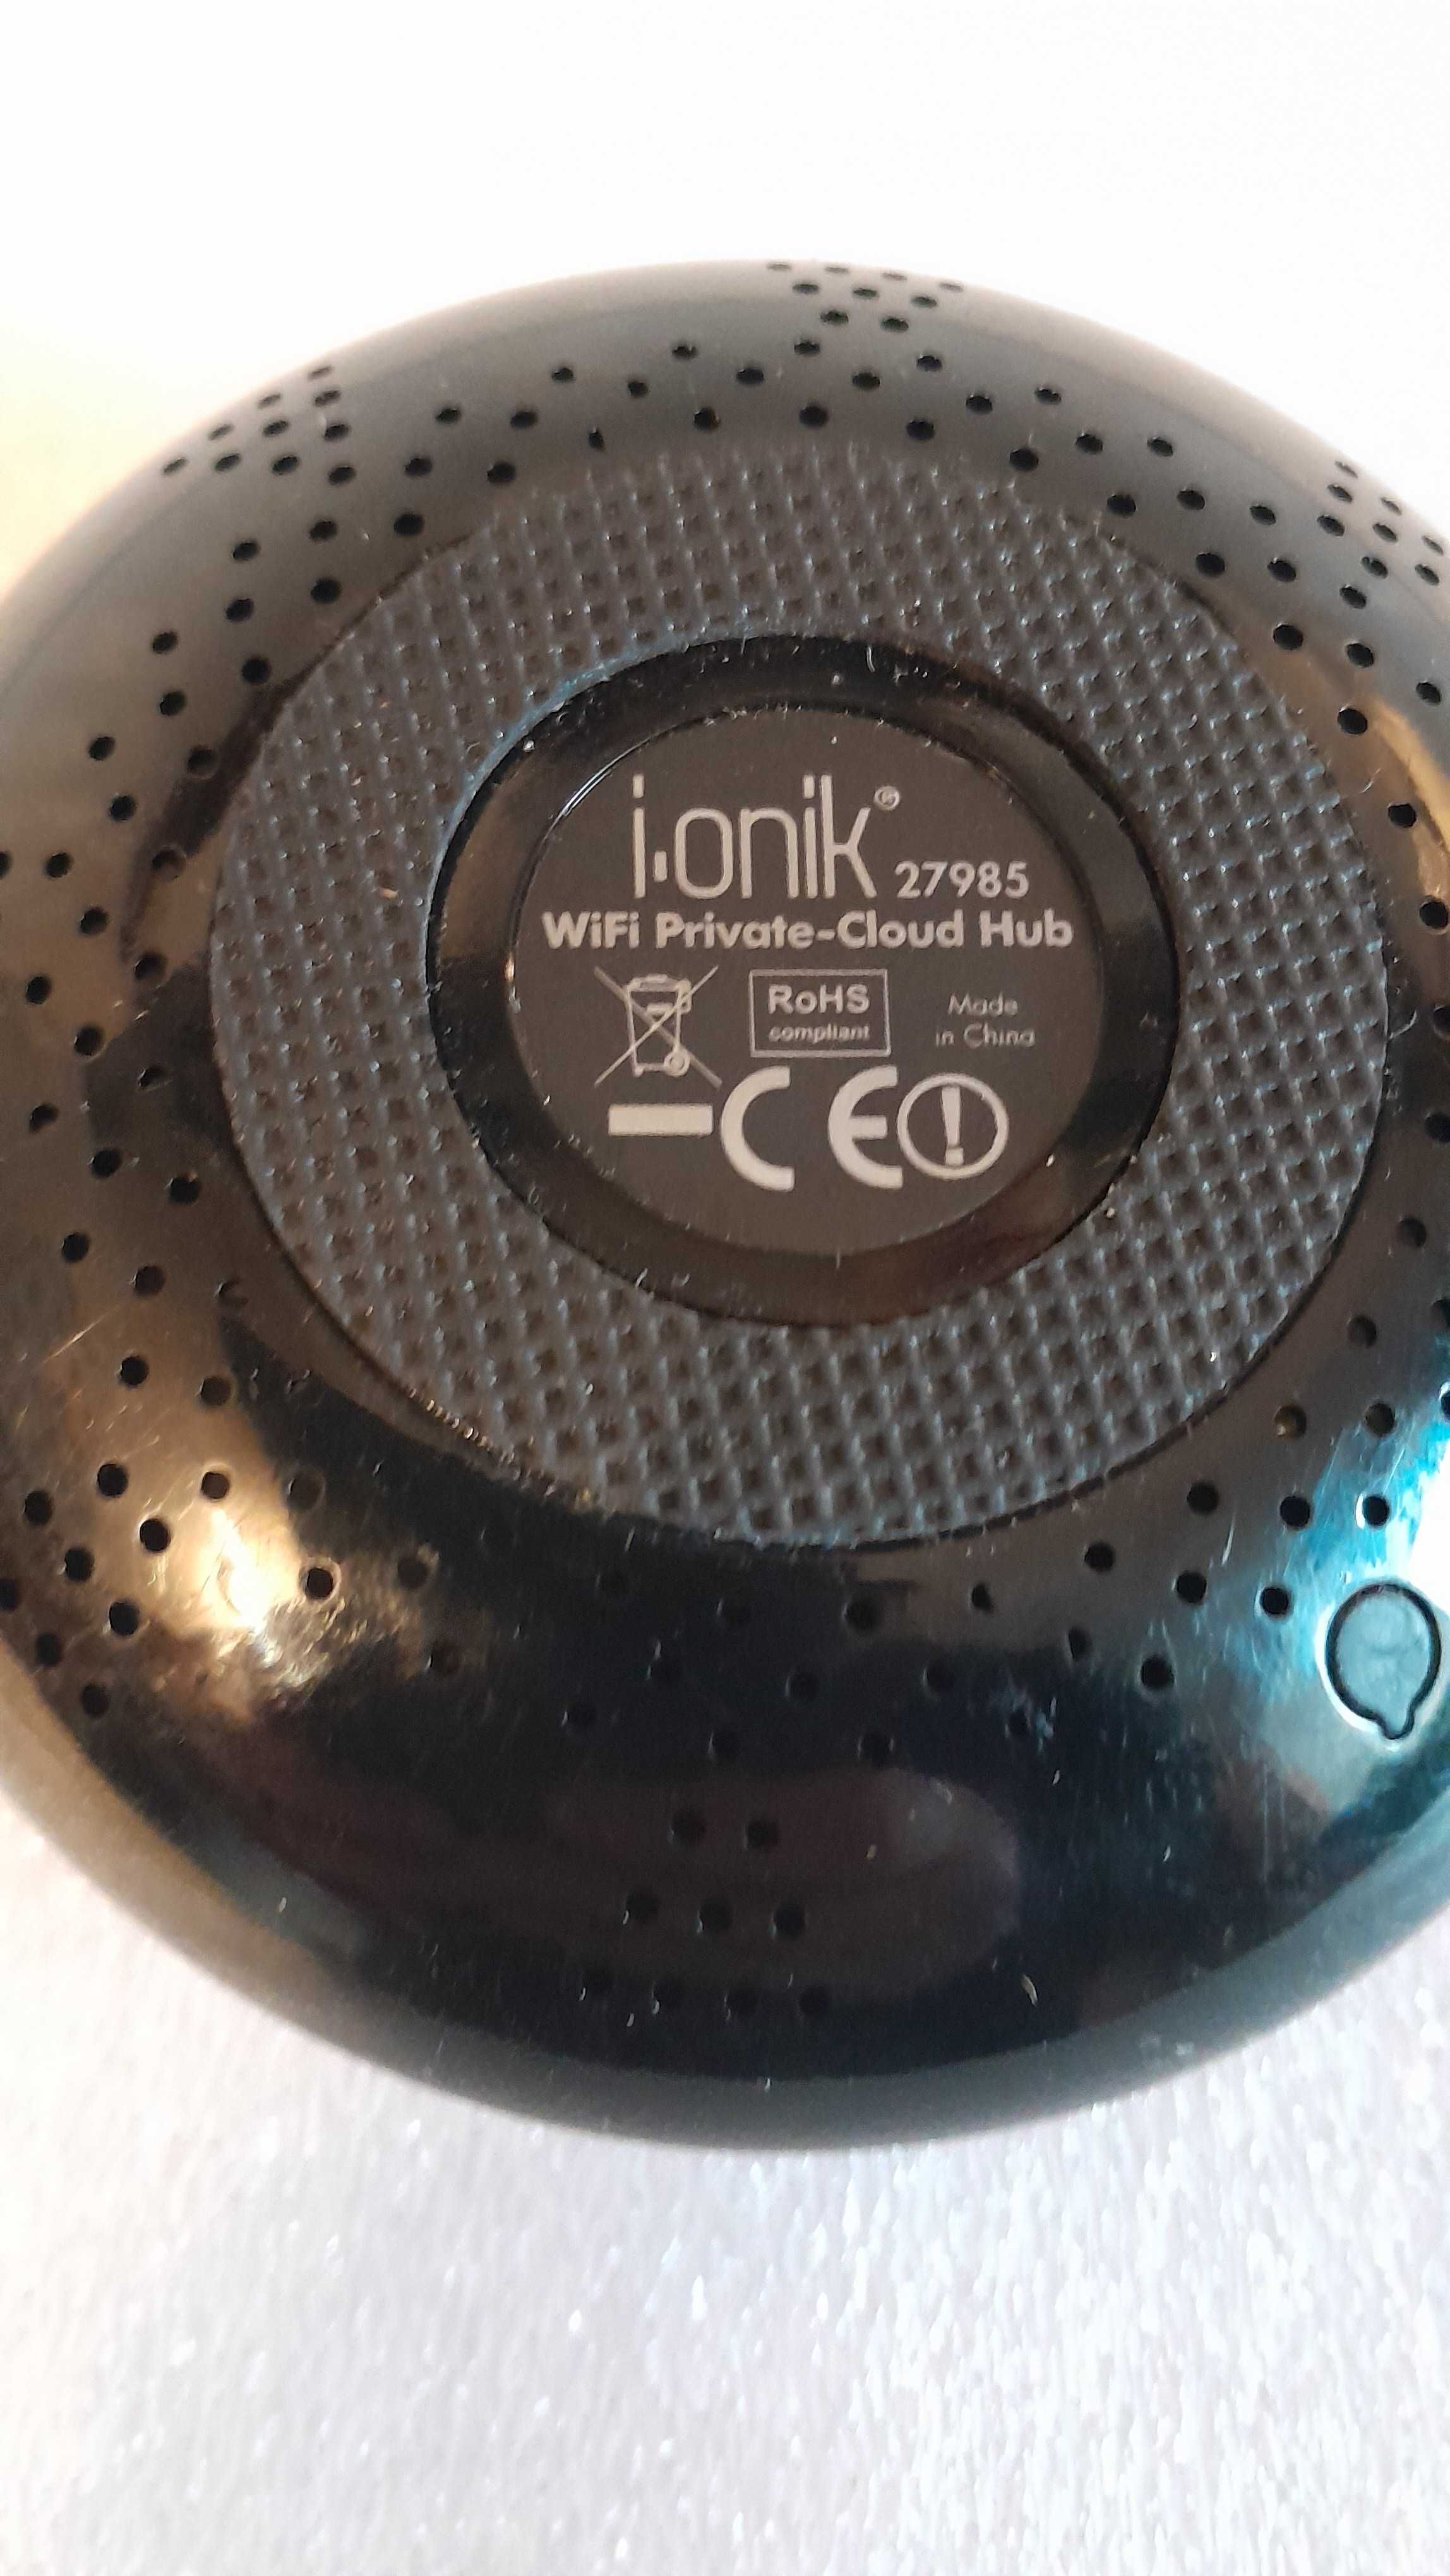 i.onik® 27985
WiFi Private-Cloud Hub
RoHS
compliant
Made
in China
CE